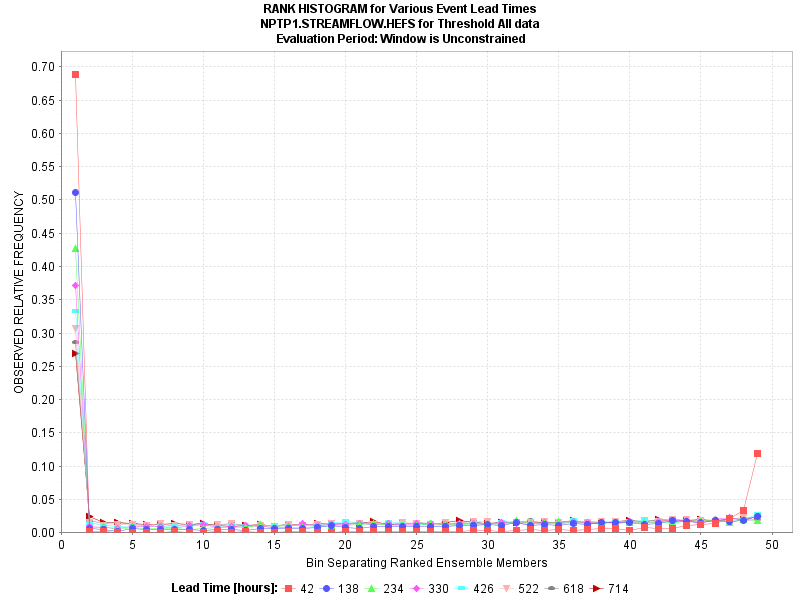 RANK HISTOGRAM for Various Event Lead Times
NPTP1.STREAMFLOW.HEFS for Threshold All data
Evaluation Period: Window is Unconstrained
OBSERVED RELATIVE FREQUENCY
0.70
0.65
0.60
0.55
0.50
0.45
0.40
0.35
0.30
0.25
0.20
0.15
0.10
0.05
0.00
0 5 10 15 20 25 30 35 40 45 50
Bin Separating Ranked Ensemble Members
Lead Time [hours]: 42 138 234 330 426 522 618 714